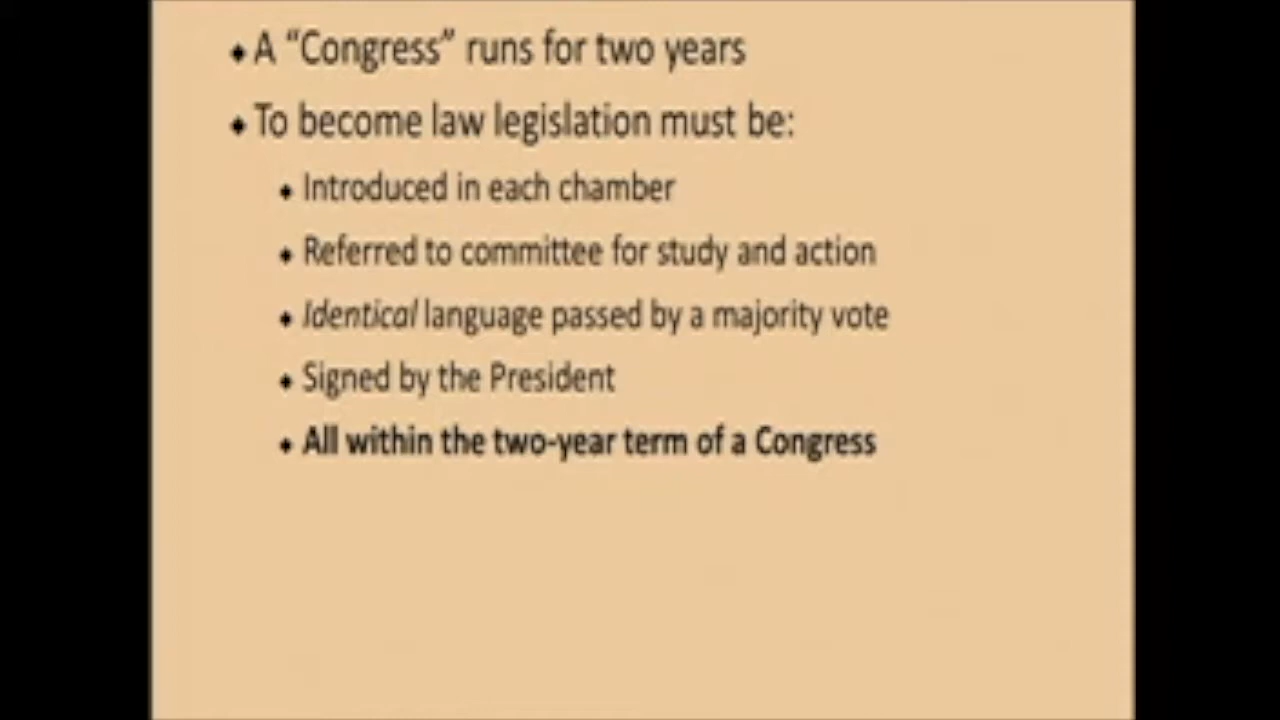 ♦ A “Congress” runs for two years
♦ To become law legislation must be:
♦ Introduced in each chamber
♦ Referred to committee for study and action
♦ Identical language passed by a majority vote
♦ Signed by the President
♦ All within the two-year term of a Congress